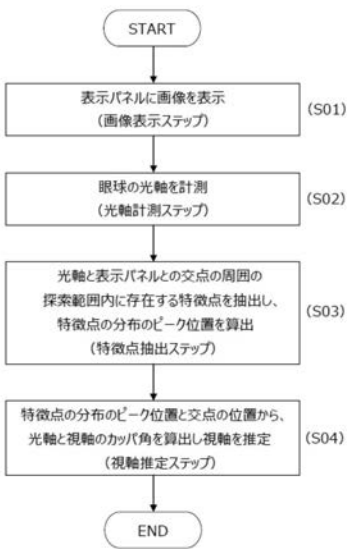 START
表示パネルに画像を表示
(画像表示ステップ)
(S01)
眼球の光軸を計測
(光軸計測ステップ)
(S02)
光軸と表示パネルとの交点の周囲の
探索範囲内に存在する特徴点を抽出し、
特徴点の分布のピーク位置を算出
(特徴点抽出ステップ)
(S03)
特徴点の分布のピーク位置と交点の位置から、
光軸と視軸のカッパ角を算出し視軸を推定
(視軸推定ステップ)
(S04)
END